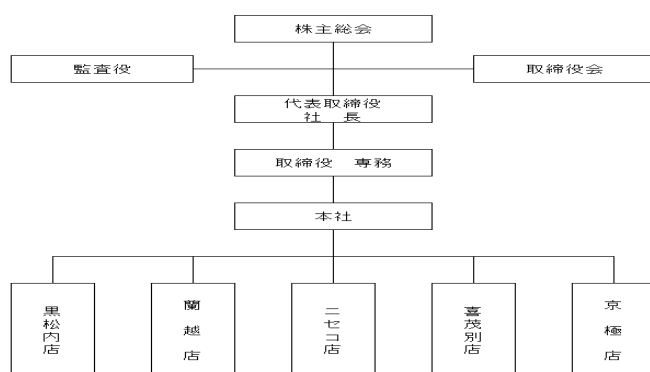 株主総会
監査役
取締役会
代表取締役
社　長
取締役　専務
本社
黒松内店
蘭越店
ニセコ店
喜茂別店
京極店